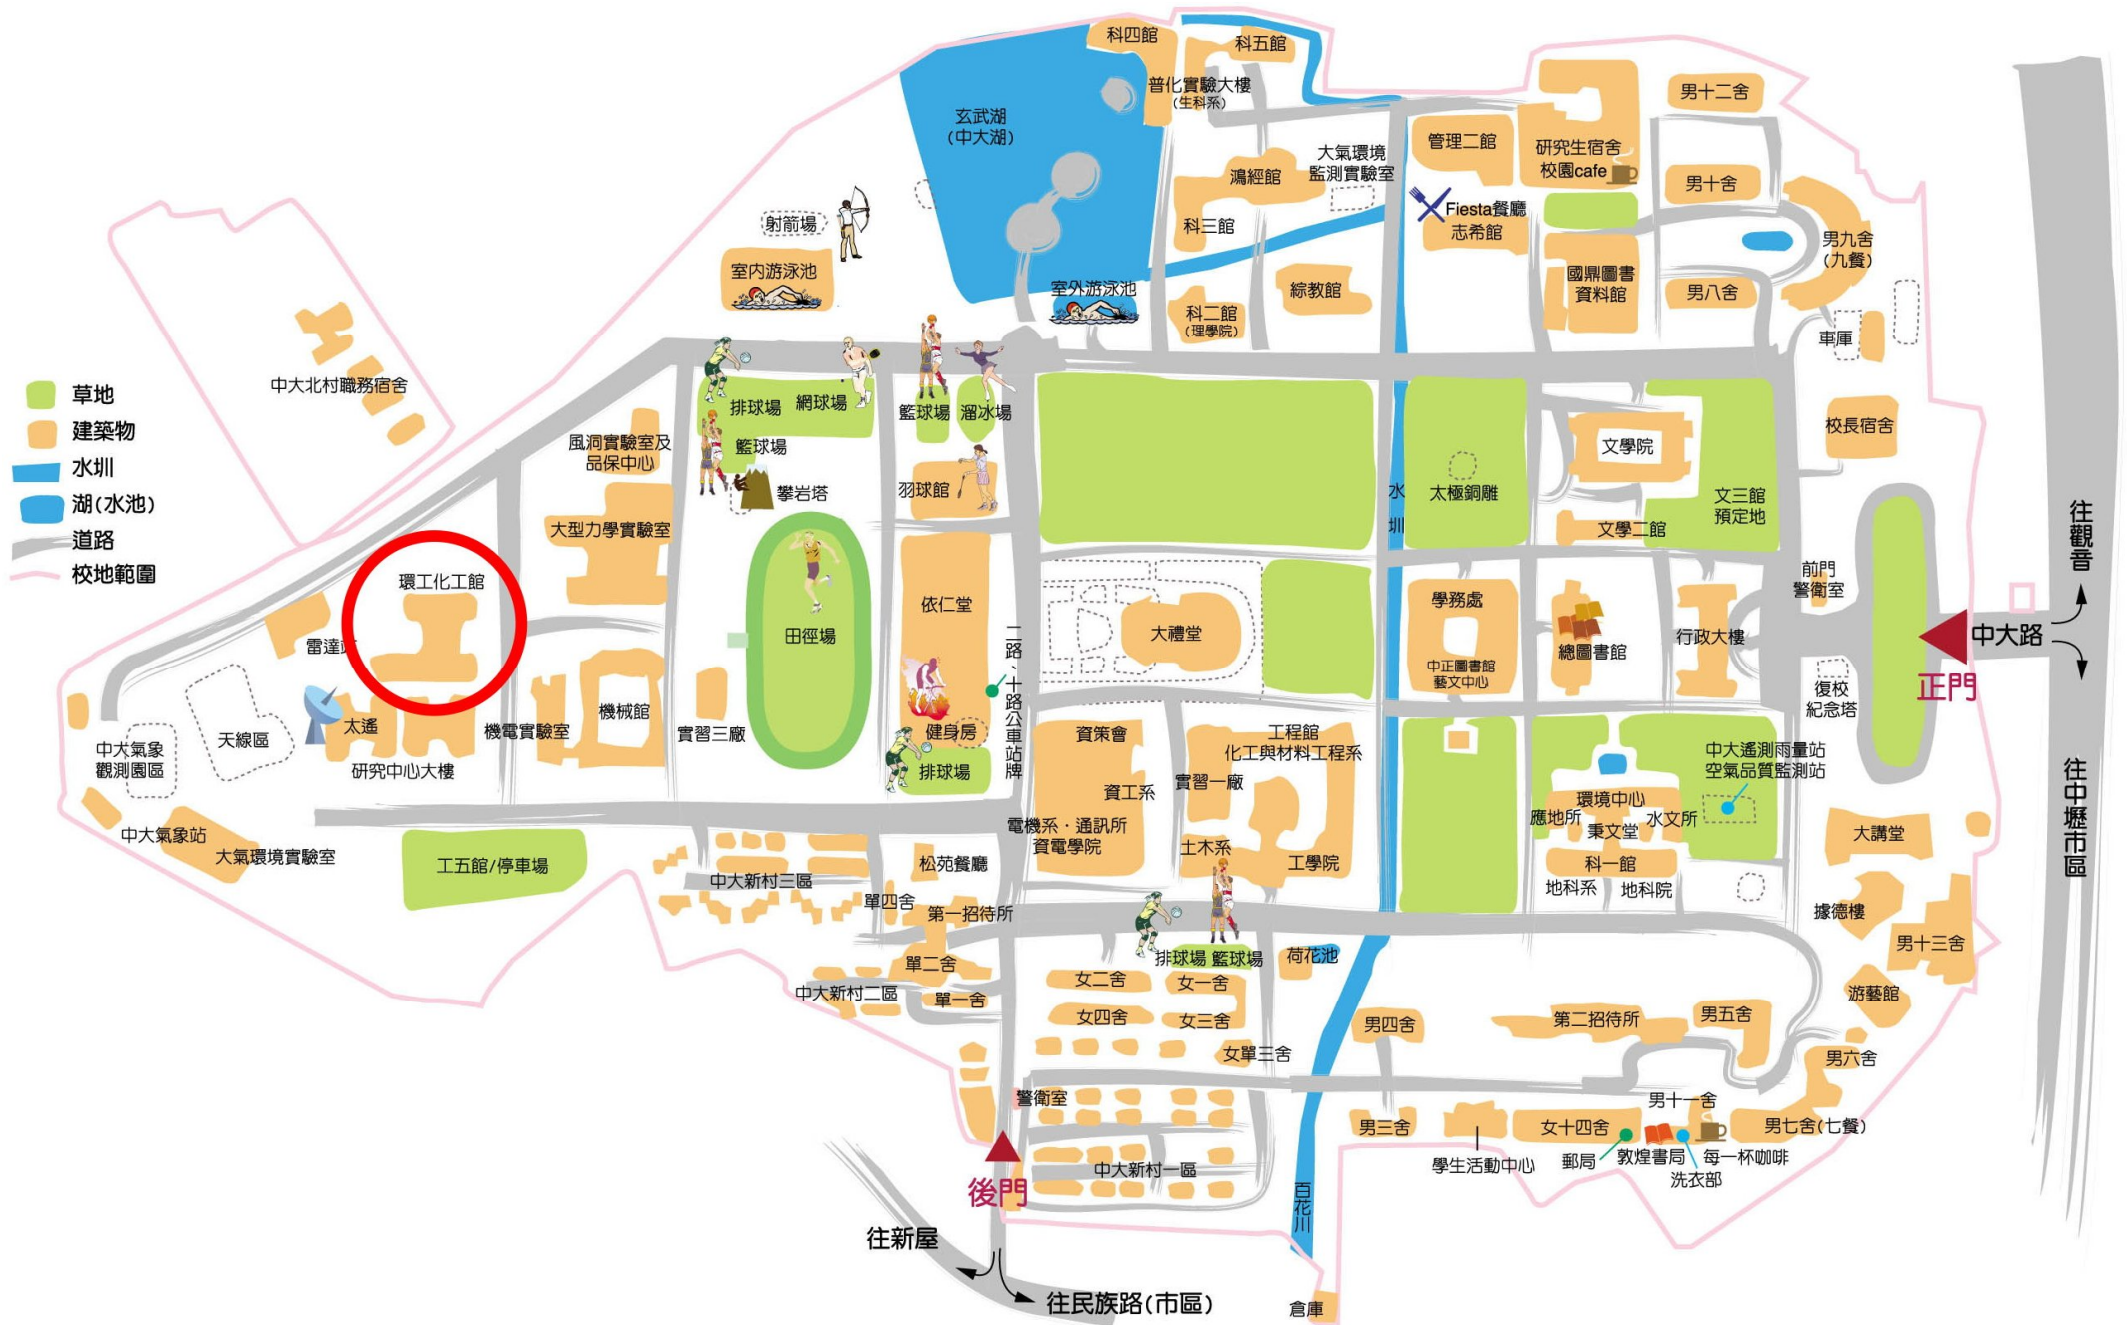 科四館
科五館
普化實驗大樓
(生科系)
玄武湖
(中大湖)
男十二舍
管理二館
研究生宿舍
校園cafe
大氣環境
監測實驗室
鴻經館
男十舍
射箭場
科三館
Fiesta餐廳
志希館
男九舍
(九餐)
室內游泳池
室外游泳池
綜教館
國鼎圖書
資料館
男八舍
科二館
(理學院)
車庫
中大北村職務宿舍
草地
建築物
水圳
湖(水池)
道路
校地範圍
排球場
網球場
籃球場
溜冰場
籃球場
風洞實驗室及
品保中心
攀岩塔
羽球館
文學院
校長宿舍
太極銅雕
水圳
文三館
預定地
大型力學實驗室
文學二館
往觀音
環工化工館
前門
警衛室
學務處
依仁堂
田徑場
大禮堂
二路、十路公車站牌
總圖書館
行政大樓
中大路
雷達站
中正圖書館
藝文中心
正門
復校
紀念塔
天線區
太遙
機電實驗室
機械館
實習三廠
健身房
資策會
工程館
化工與材料工程系
中大氣象
觀測園區
研究中心大樓
排球場
實習一廠
中大遙測雨量站
空氣品質監測站
資工系
環境中心
應地所
秉文堂
水文所
往中壢市區
中大氣象站
大氣環境實驗室
電機系．通訊所
資電學院
土木系
工學院
科一館
地科系
地科院
大講堂
工五館/停車場
松苑餐廳
中大新村三區
單四舍
第一招待所
據德樓
男十三舍
排球場
籃球場
荷花池
單二舍
女二舍
女一舍
中大新村二區
單一舍
游藝館
女四舍
女三舍
男四舍
第二招待所
男五舍
女單三舍
男六舍
警衛室
男十一舍
男三舍
女十四舍
男七舍(七餐)
學生活動中心
郵局
敦煌書局
每一杯咖啡
洗衣部
中大新村一區
後門
百花川
往新屋
往民族路(市區)
倉庫